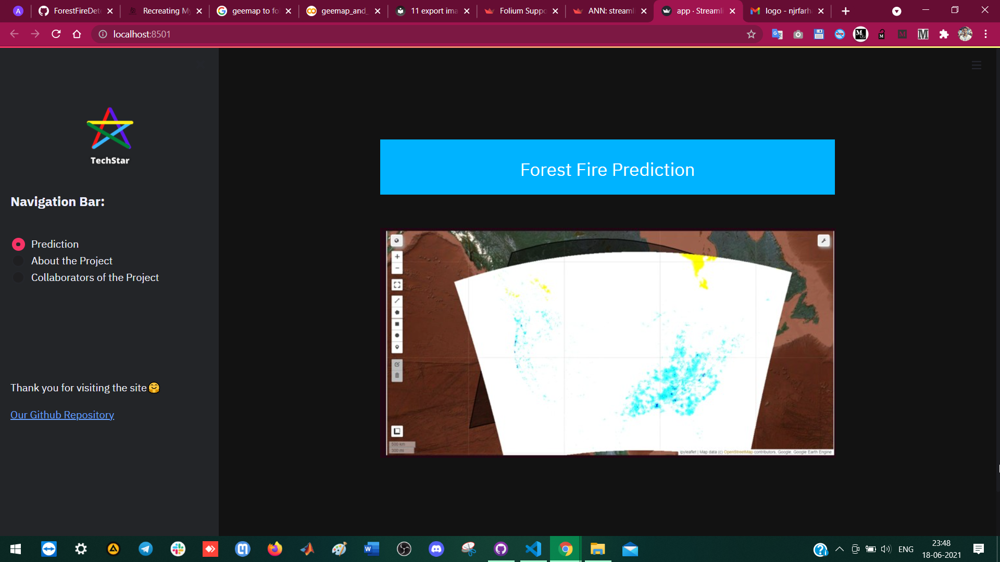 ForestFireDet
Recreating My
geemap to fo
geemap_and_
11 export ima
Folium Suppo
ANN: streaml
app · Streamli
logo - njrfarh
localhost:8501
TechStar
Navigation Bar:
Prediction
About the Project
Collaborators of the Project
Thank you for visiting the site🤗
Our Github Repository
Forest Fire Prediction
500 km
300 mi
ipyleaflet | Map data (c) OpenStreetMap contributors, Google, Google Earth Engine
ENG
23:48
18-06-2021